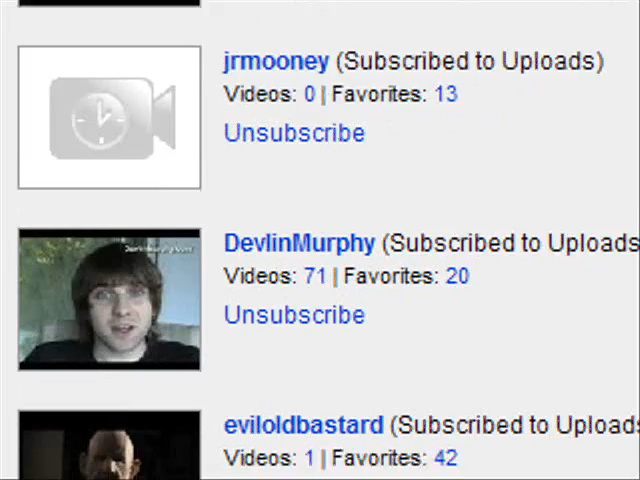 jrmooney (Subscribed to Uploads)
Videos: 0 | Favorites: 13
Unsubscribe
DevlinMurphy (Subscribed to Uploads
Videos: 71 | Favorites: 20
Unsubscribe
eviloldbastard (Subscribed to Uploads
Videos: 1 | Favorites: 42